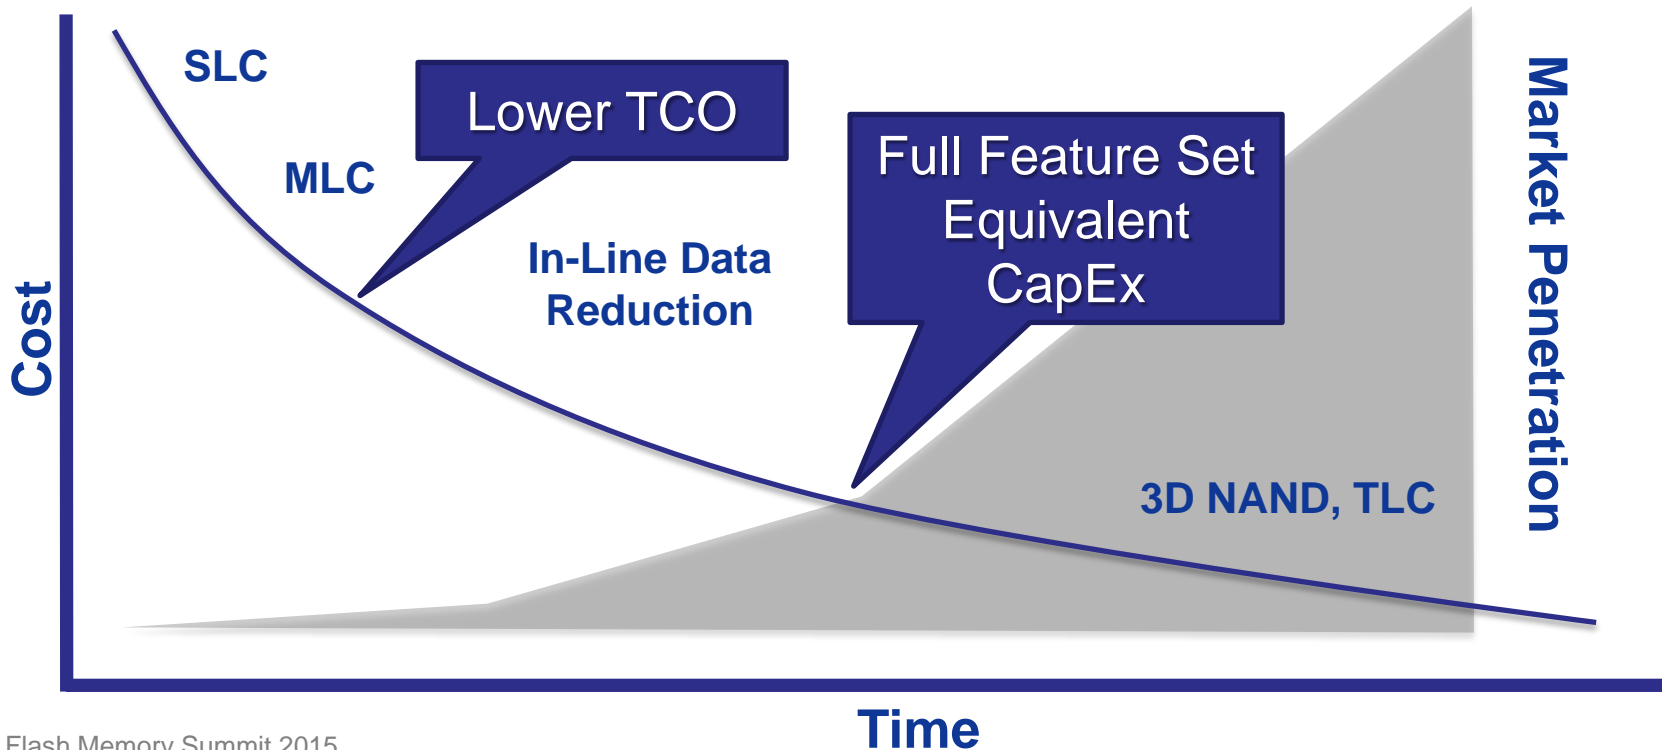 SLC
Lower TCO
MLC
Full Feature Set
Equivalent
CapEx
In-Line Data
Reduction
Cost
Market Penetration
3D NAND, TLC
Time
Flash Memory Summit 2015